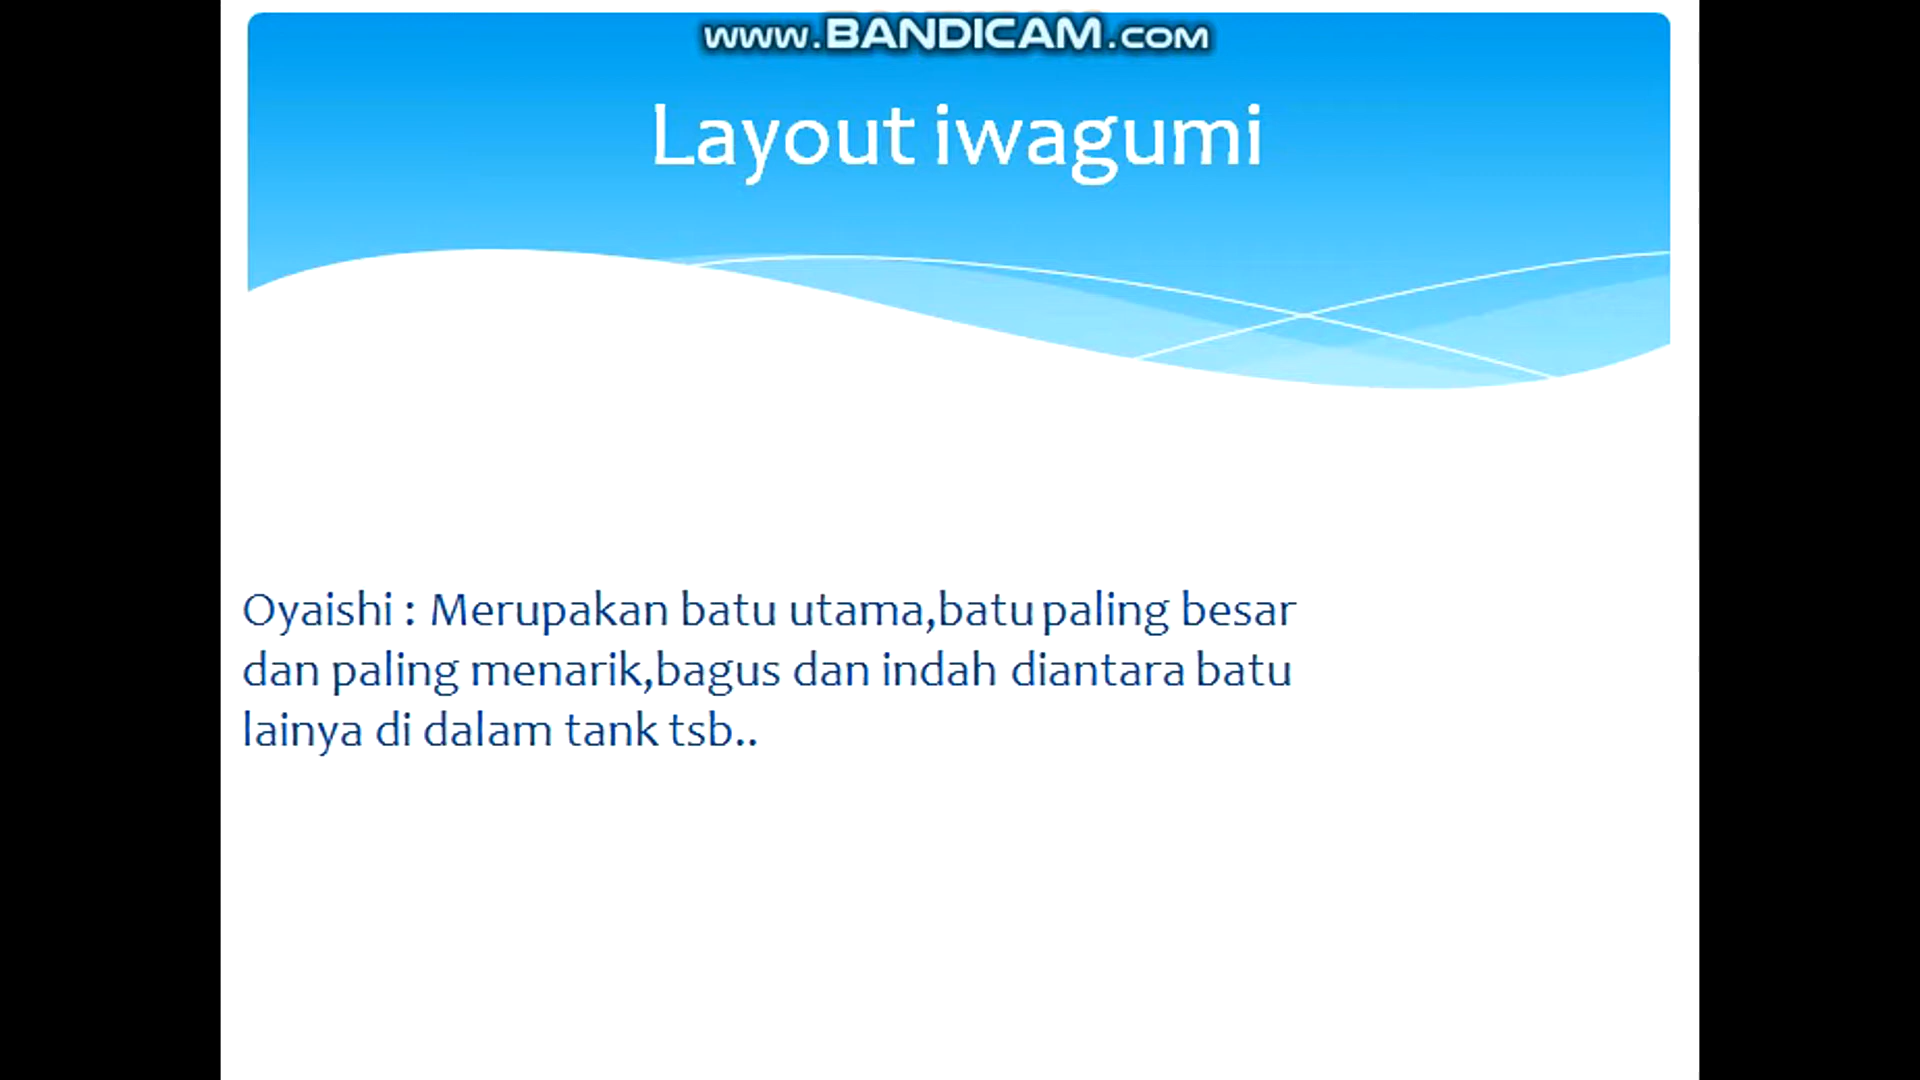 www.BANDICAM.com
Layout iwagumi
Oyaishi : Merupakan batu utama,batu paling besar
dan paling menarik,bagus dan indah diantara batu
lainya di dalam tank tsb..